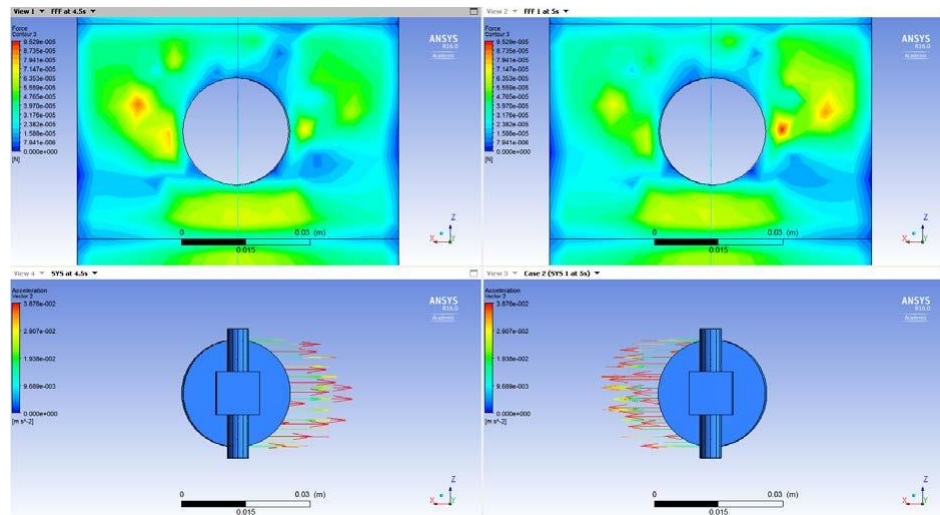 View 1 FFF at 4.5s
Force
Contour 3
9.529e-005
8.735e-005
7.941e-005
7.147e-005
6.353e-005
5.559e-005
4.765e-005
3.970e-005
3.176e-005
2.382e-005
1.588e-005
7.941e-006
0.000e+000
[N]
ANSYS
R16.0
Academic
0 0.03 (m)
0.015
Z
X Y
View 2 FFF 1 at 5s
Force
Contour 3
9.529e-005
8.735e-005
7.941e-005
7.147e-005
6.353e-005
5.559e-005
4.765e-005
3.970e-005
3.176e-005
2.382e-005
1.588e-005
7.941e-006
0.000e+000
[N]
ANSYS
R16.0
Academic
0 0.03 (m)
0.015
Z
X Y
View 4 SYS at 4.5s
Acceleration
Vector 3
3.876e-002
2.907e-002
1.938e-002
9.689e-003
0.000e+000
[m s^-2]
ANSYS
R16.0
Academic
0 0.03 (m)
0.015
Z
X Y
View 3 Case 2 (SYS 1 at 5s)
Acceleration
Vector 3
3.876e-002
2.907e-002
1.938e-002
9.689e-003
0.000e+000
[m s^-2]
ANSYS
R16.0
Academic
0 0.03 (m)
0.015
Z
X Y